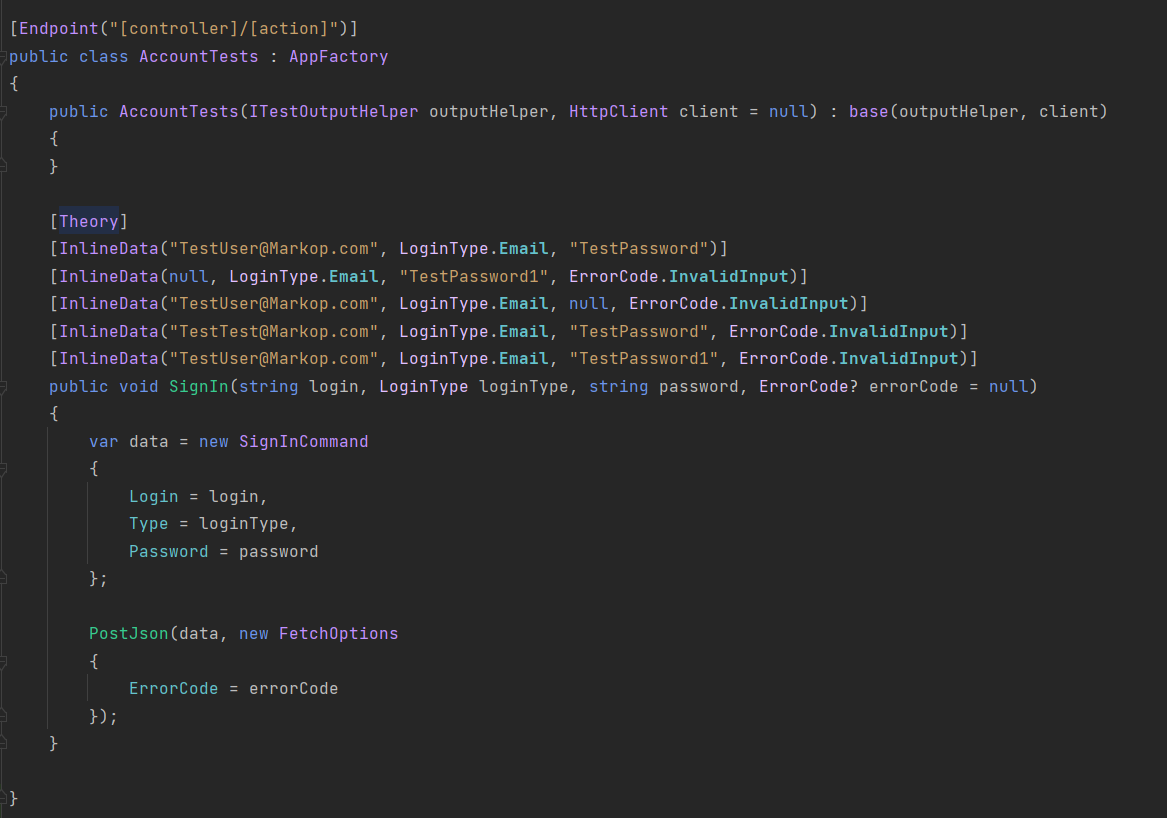 [Endpoint("[controller]/[action]")]
public class AccountTests : AppFactory
{
    public AccountTests(ITestOutputHelper outputHelper, HttpClient client = null) : base(outputHelper, client)
    {
    }

    [Theory]
    [InlineData("TestUser@Markop.com", LoginType.Email, "TestPassword")]
    [InlineData(null, LoginType.Email, "TestPassword1", ErrorCode.InvalidInput)]
    [InlineData("TestUser@Markop.com", LoginType.Email, null, ErrorCode.InvalidInput)]
    [InlineData("TestTest@Markop.com", LoginType.Email, "TestPassword", ErrorCode.InvalidInput)]
    [InlineData("TestUser@Markop.com", LoginType.Email, "TestPassword1", ErrorCode.InvalidInput)]
    public void SignIn(string login, LoginType loginType, string password, ErrorCode? errorCode = null)
    {
        var data = new SignInCommand
        {
            Login = login,
            Type = loginType,
            Password = password
        };

        PostJson(data, new FetchOptions
        {
            ErrorCode = errorCode
        });
    }

}